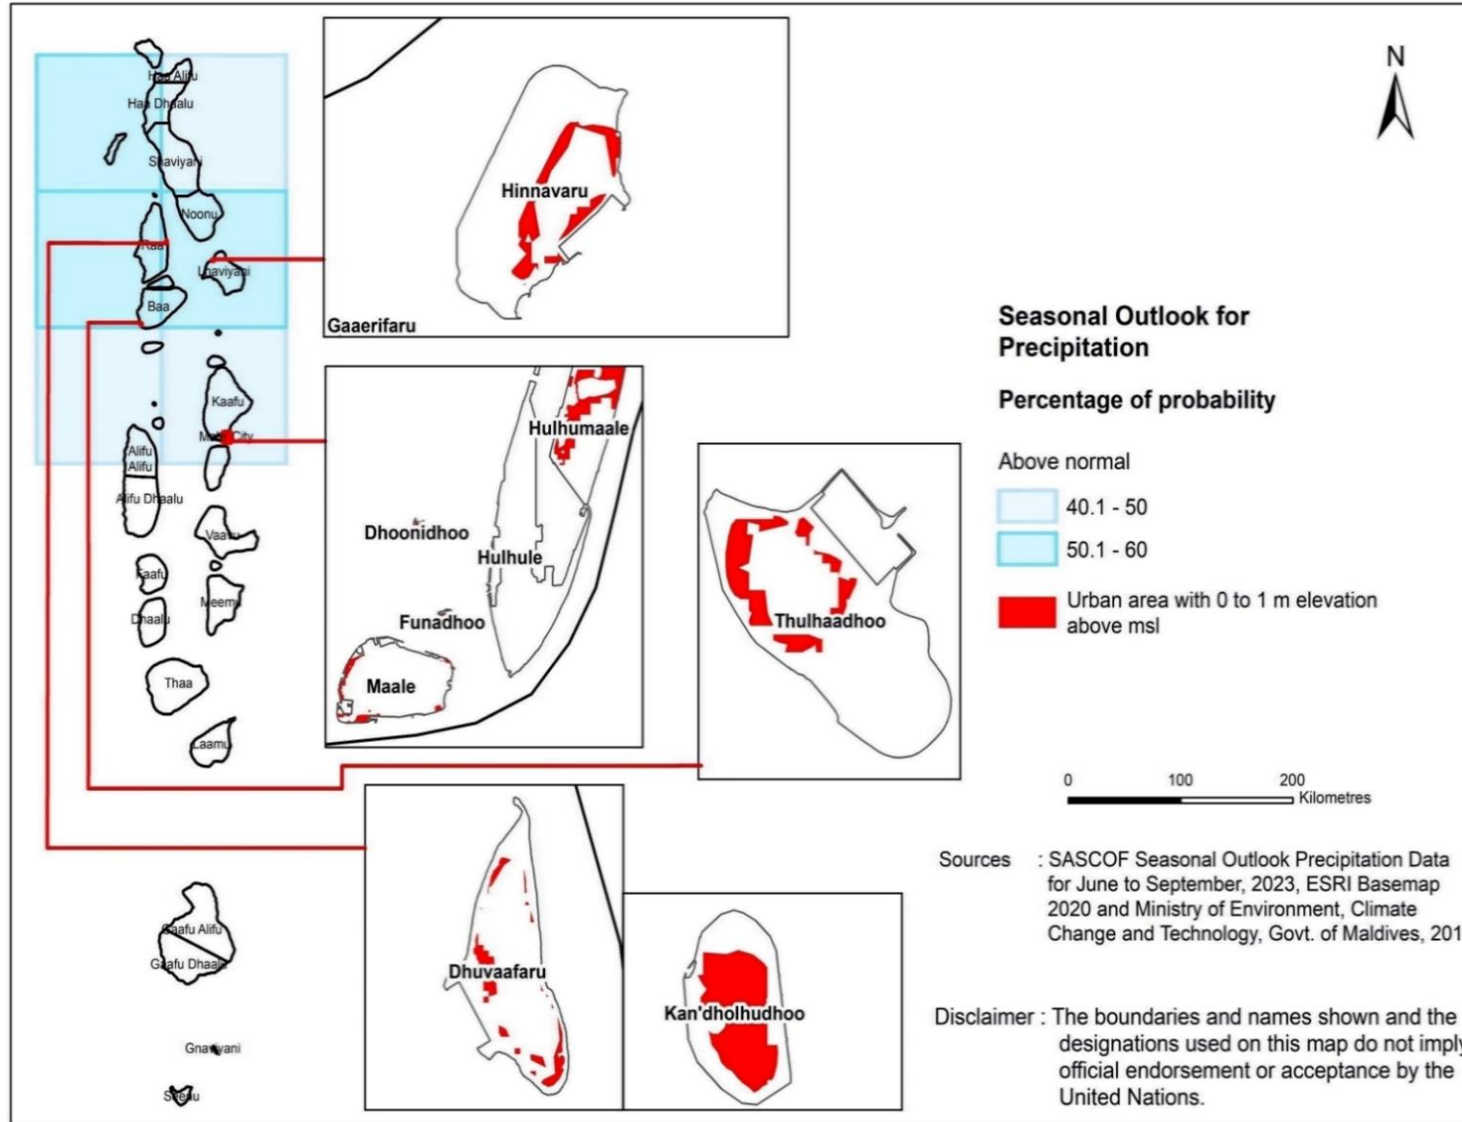 Haa Alifu
Haa Dhaalu
Shaviyani
Noonu
Raa
Lhaviyani
Baa
Kaafu
Male' City
Alifu
Alifu
Alifu Dhaalu
Vaavu
Faafu
Meemu
Dhaalu
Thaa
Laamu
Gaafu Alifu
Gaafu Dhaalu
Gnaviyani
Seenu
Hinnavaru
Gaaerifaru
Hulhumaale
Dhoonidhoo
Hulhule
Funadhoo
Maale
Thulhaadhoo
Dhuvaafaru
Kan'dholhudhoo
N
Seasonal Outlook for
Precipitation
Percentage of probability
Above normal
40.1 - 50
50.1 - 60
Urban area with 0 to 1 m elevation
above msl
0 100 200
Kilometres
Sources : SASCOF Seasonal Outlook Precipitation Data
for June to September, 2023, ESRI Basemap
2020 and Ministry of Environment, Climate
Change and Technology, Govt. of Maldives, 201
Disclaimer : The boundaries and names shown and the
designations used on this map do not imply
official endorsement or acceptance by the
United Nations.